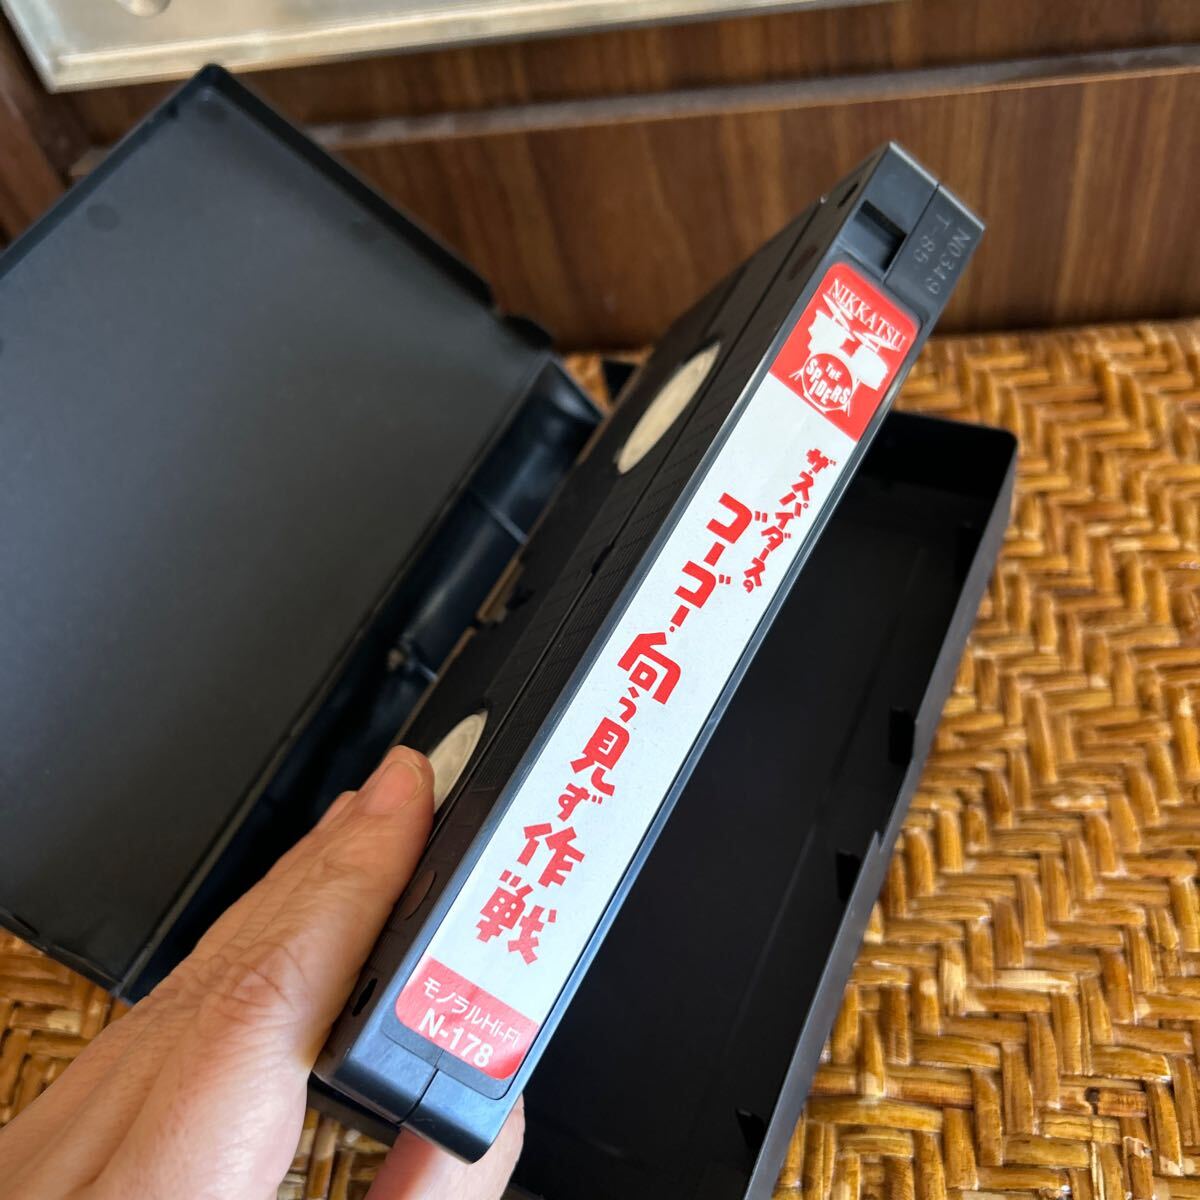 N0349
T-85
NIKKATSU
THE
SPIDERS
ザ・スパイダースの
ゴーゴー・向う見ず作戦
モノラルHi-Fi
N-178